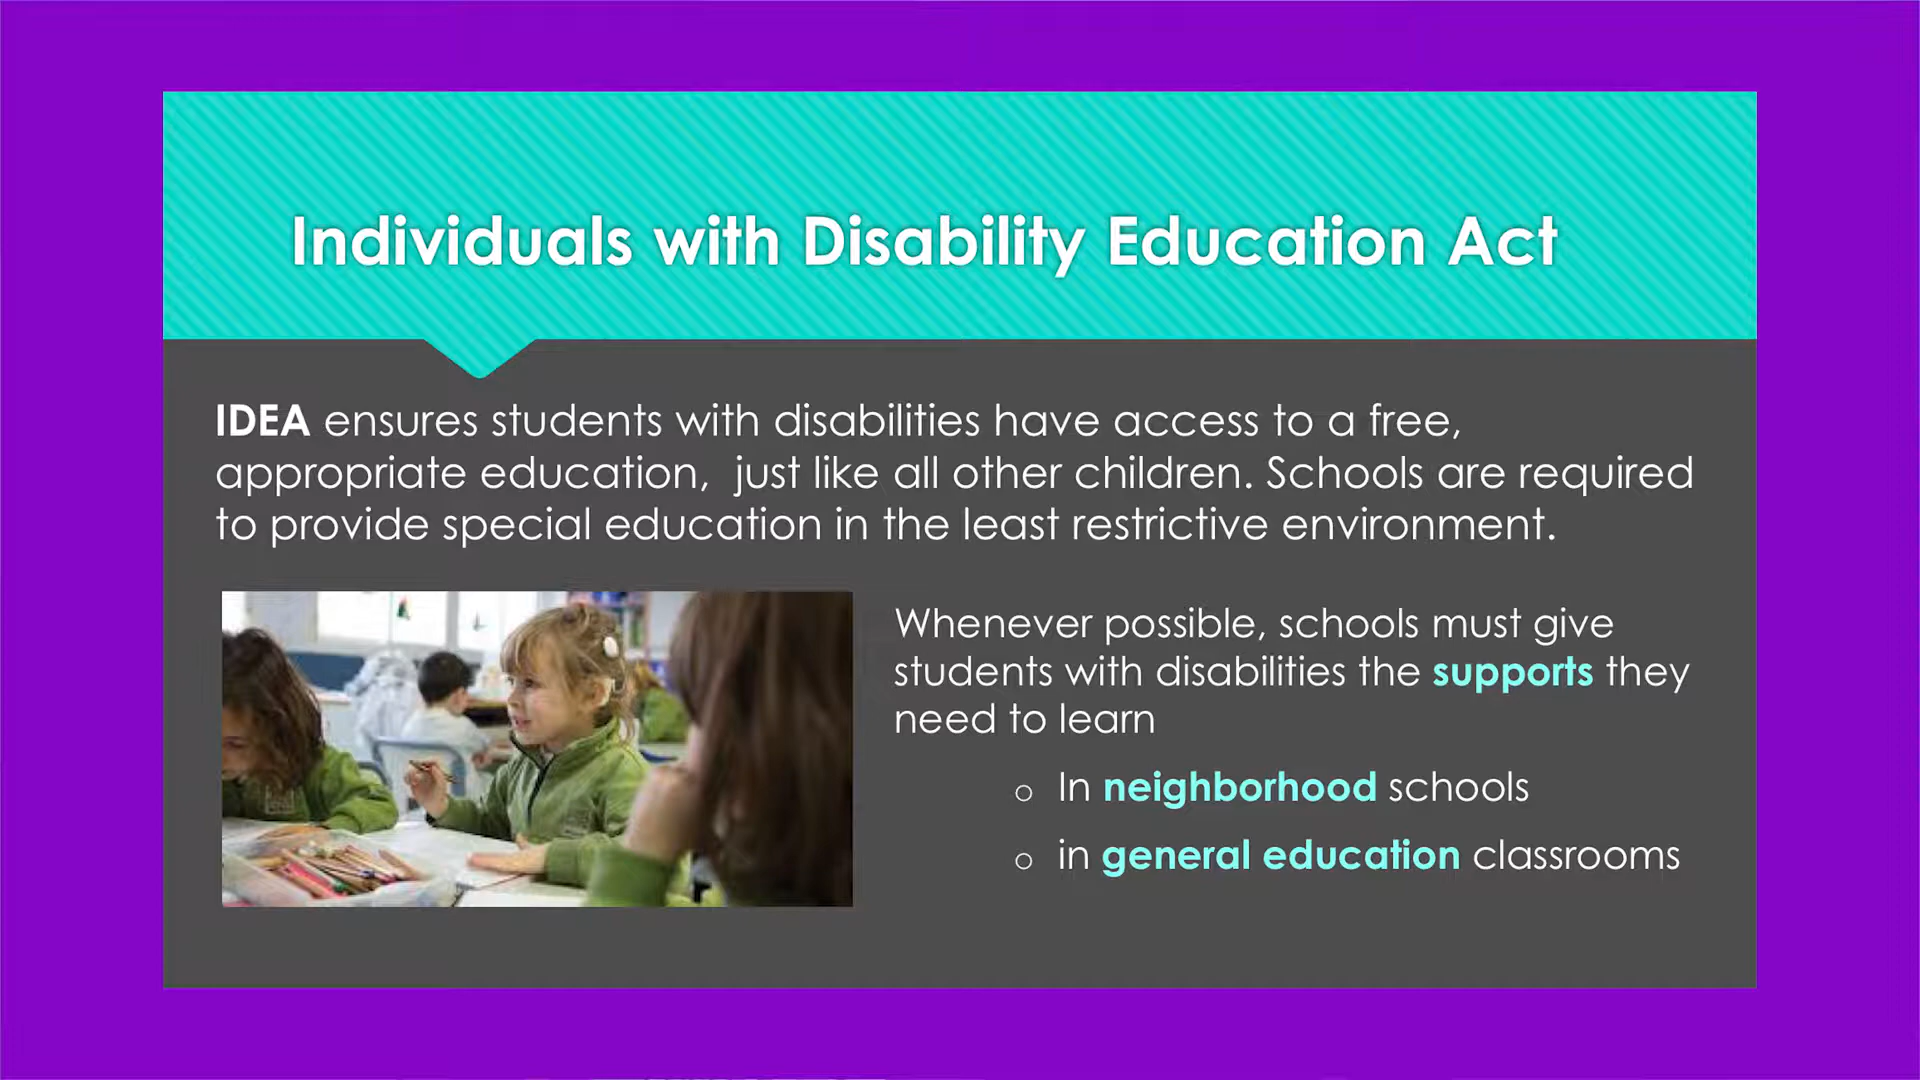 Individuals with Disability Education Act
IDEA ensures students with disabilities have access to a free,
appropriate education,  just like all other children. Schools are required
to provide special education in the least restrictive environment.
Whenever possible, schools must give
students with disabilities the supports they
need to learn
o In neighborhood schools
o in general education classrooms